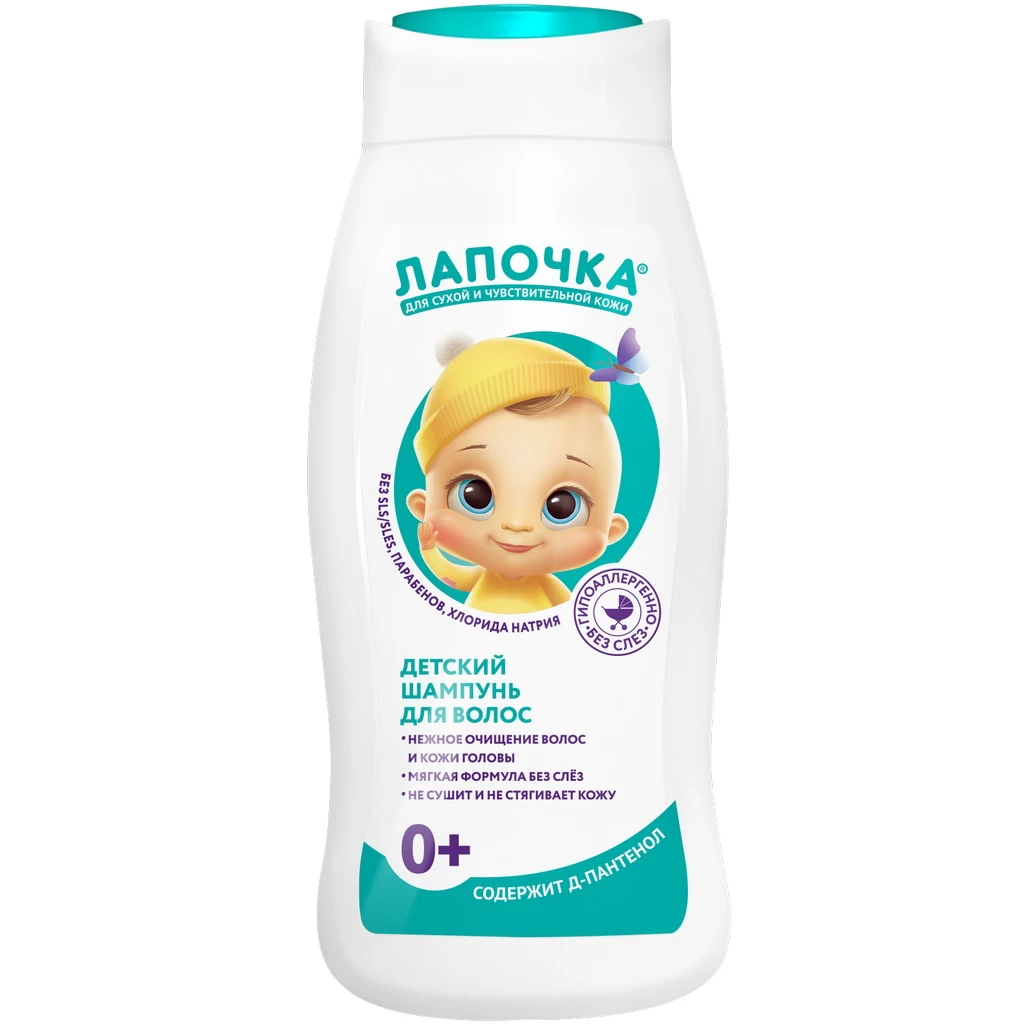 ЛАПОЧКА®
ДЛЯ СУХОЙ И ЧУВСТВИТЕЛЬНОЙ КОЖИ
БЕЗ SLS/SLES, ПАРАБЕНОВ, ХЛОРИДА НАТРИЯ
ГИПОАЛЛЕРГЕННО
•БЕЗ СЛЕЗ•
ДЕТСКИЙ
ШАМПУНЬ
ДЛЯ ВОЛОС
•НЕЖНОЕ ОЧИЩЕНИЕ ВОЛОС
И КОЖИ ГОЛОВЫ
•МЯГКАЯ ФОРМУЛА БЕЗ СЛЁЗ
•НЕ СУШИТ И НЕ СТЯГИВАЕТ КОЖУ
0+
СОДЕРЖИТ Д-ПАНТЕНОЛ